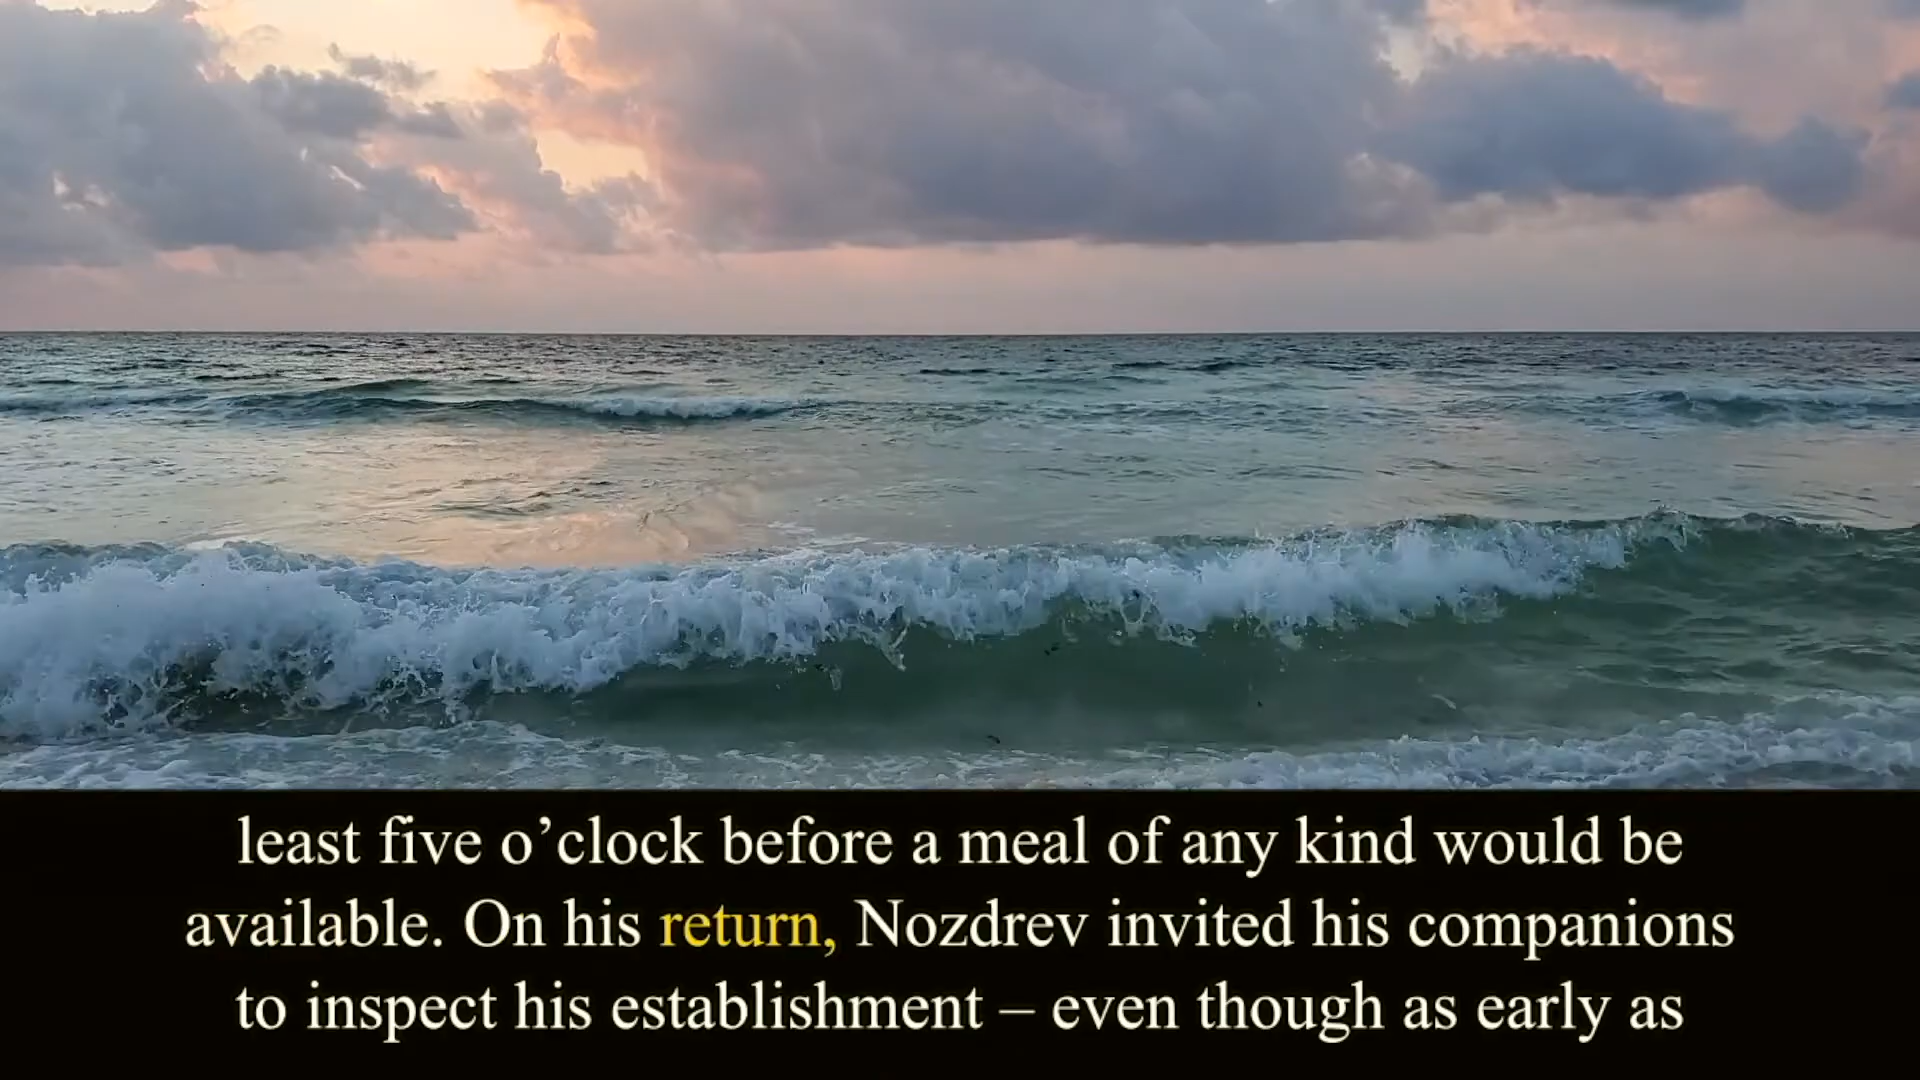 least five o’clock before a meal of any kind would be
available. On his return, Nozdrev invited his companions
to inspect his establishment – even though as early as